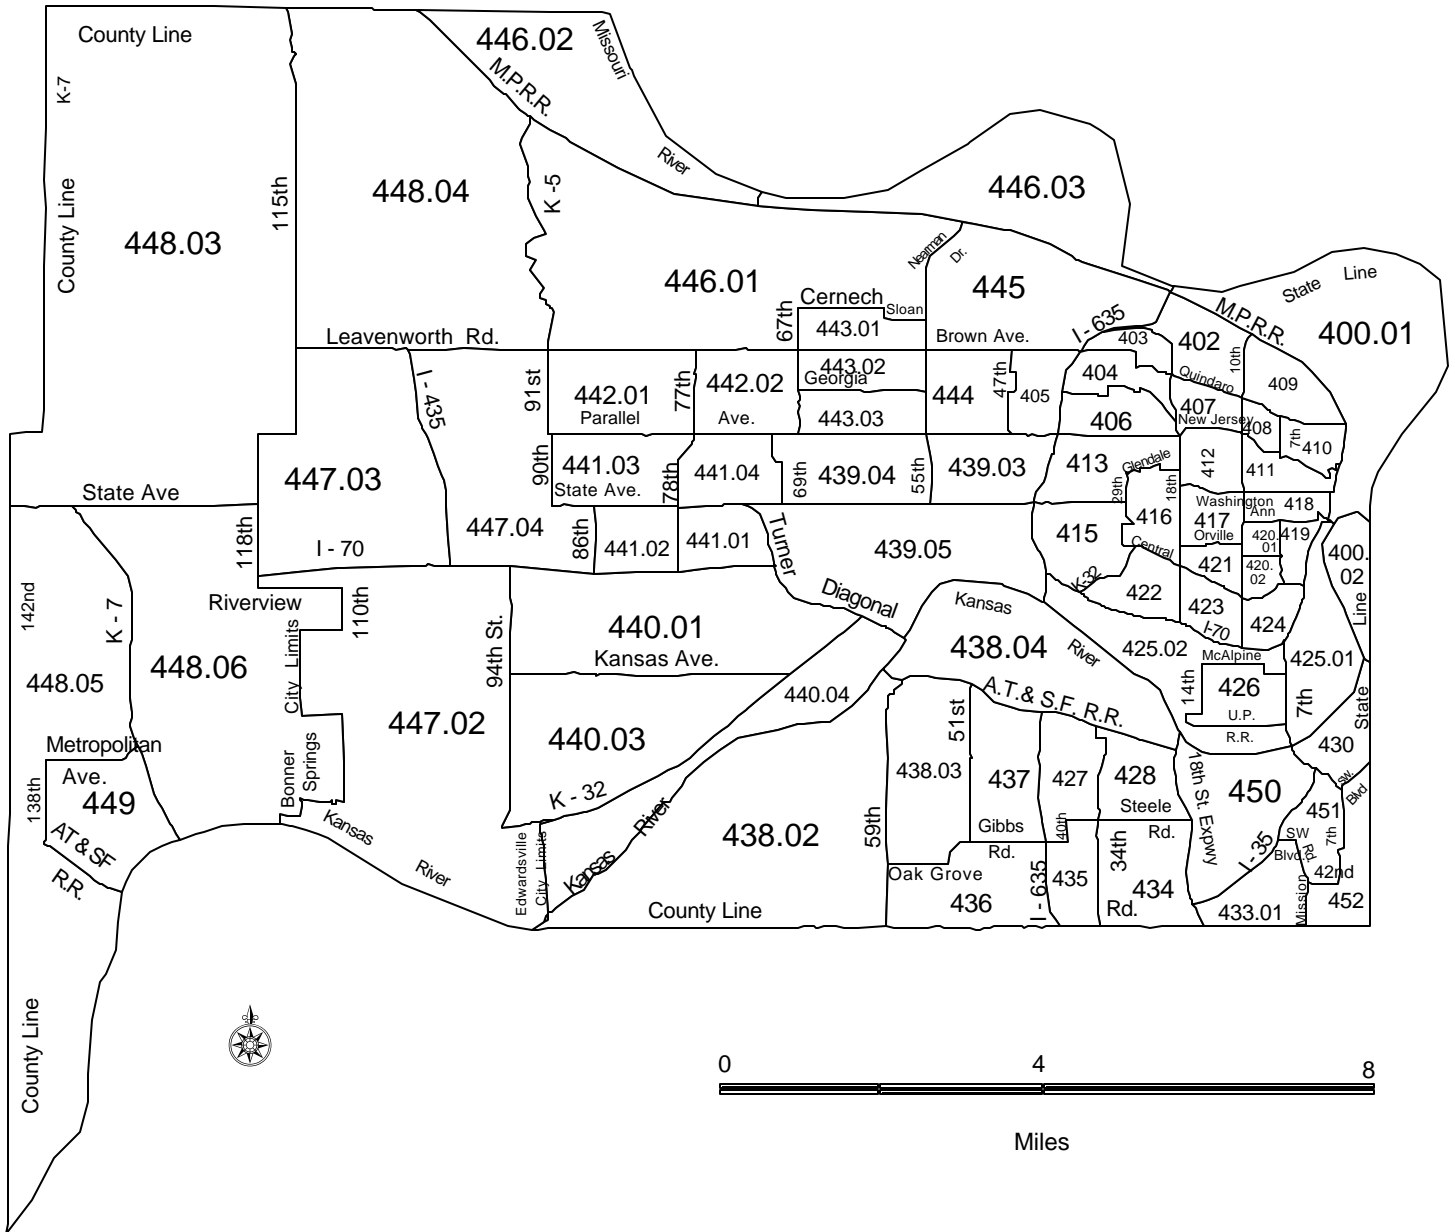 County Line
K-7
County Line
448.03
115th
446.02
Missouri
M.P.R.R.
River
448.04
K -5
446.03
446.01
Nearman
Dr.
445
State Line
M.P.R.R.
400.01
Leavenworth Rd.
67th
Cernech
Sloan
443.01
Brown Ave.
I - 635
403
402
10th
409
443.02
Georgia
443.03
444
47th
405
404
Quindaro
406
407
New Jersey
408
7th
410
I - 435
91st
442.01
Parallel
77th
442.02
Ave.
State Ave
447.03
90th
441.03
State Ave.
78th
441.04
69th
439.04
55th
439.03
413
Glendale
29th
18th
412
411
Washington
Ann
418
118th
I - 70
447.04
86th
441.02
441.01
Turner
Diagonal
439.05
415
416
Central
417
Orville
420.
01
419
420.
02
421
400.
02
K-32
422
423
I-70
424
State Line
142nd
K - 7
448.05
448.06
Riverview
City Limits
110th
94th St.
440.01
Kansas Ave.
438.04
Kansas
River
425.02
McAlpine
14th
426
U.P.
R.R.
7th
425.01
430
Metropolitan
Ave.
449
138th
AT & SF
R.R.
Bonner
Springs
447.02
440.03
440.04
K - 32
A.T.& S.F. R.R.
51st
438.03
437
427
428
Steele
Rd.
18th St. Expwy
450
SW.
Blvd
451
7th
I - 35
SW
Blvd.
Rd.
42nd
Mission
452
433.01
Kansas
River
Edwardsville
City Limits
Kansas
River
438.02
59th
Gibbs
Rd.
40th
Oak Grove
436
I - 635
435
34th
434
Rd.
County Line
County Line
0 4 8
Miles